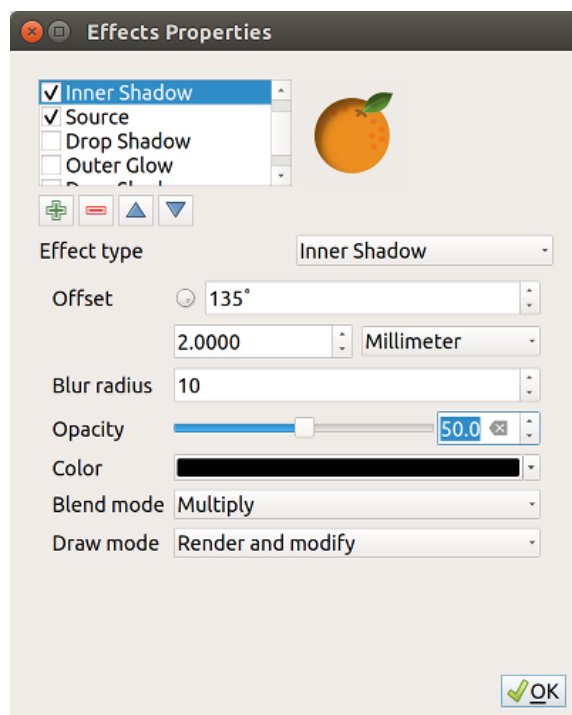 Effects Properties
Inner Shadow
Source
Drop Shadow
Outer Glow
Effect type Inner Shadow
Offset 135°
2.0000 Millimeter
Blur radius 10
Opacity 50.0
Color
Blend mode Multiply
Draw mode Render and modify
OK